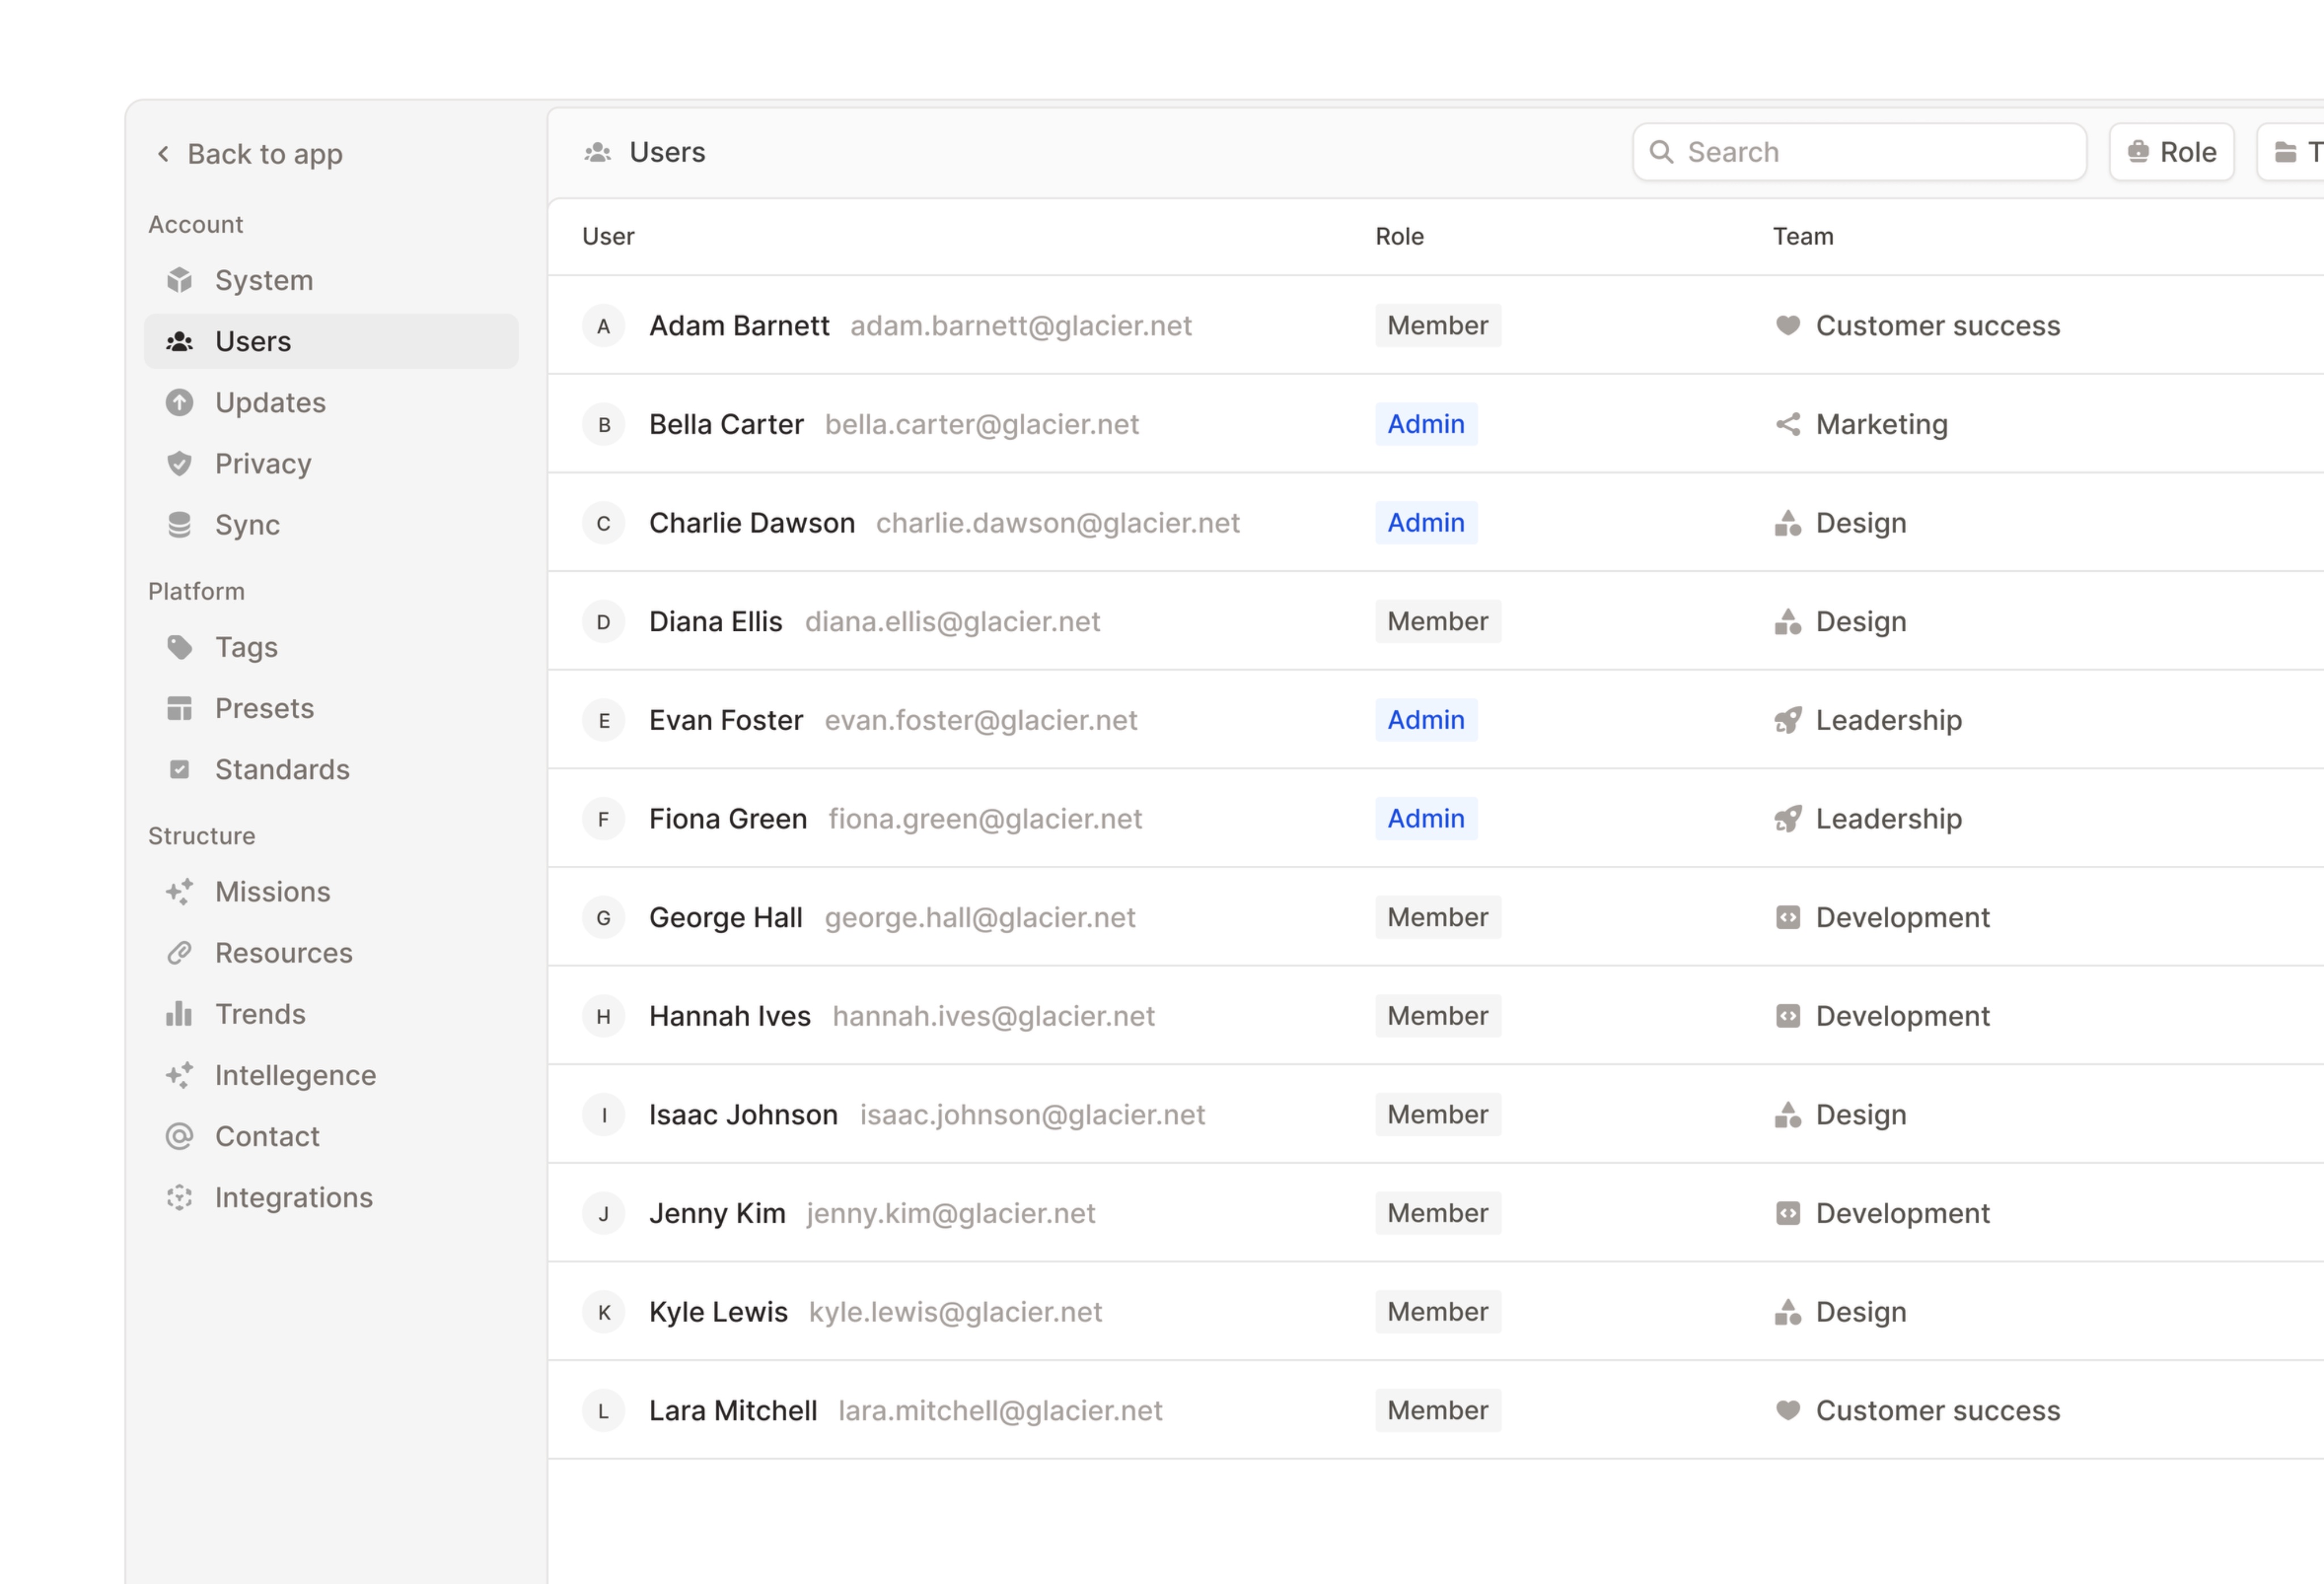 Back to app
Account
System
Users
Updates
Privacy
Sync
Platform
Tags
Presets
Standards
Structure
Missions
Resources
Trends
Intellegence
Contact
Integrations
Users Search Role T
User Role Team
A Adam Barnett adam.barnett@glacier.net Member Customer success
B Bella Carter bella.carter@glacier.net Admin Marketing
C Charlie Dawson charlie.dawson@glacier.net Admin Design
D Diana Ellis diana.ellis@glacier.net Member Design
E Evan Foster evan.foster@glacier.net Admin Leadership
F Fiona Green fiona.green@glacier.net Admin Leadership
G George Hall george.hall@glacier.net Member Development
H Hannah Ives hannah.ives@glacier.net Member Development
I Isaac Johnson isaac.johnson@glacier.net Member Design
J Jenny Kim jenny.kim@glacier.net Member Development
K Kyle Lewis kyle.lewis@glacier.net Member Design
L Lara Mitchell lara.mitchell@glacier.net Member Customer success